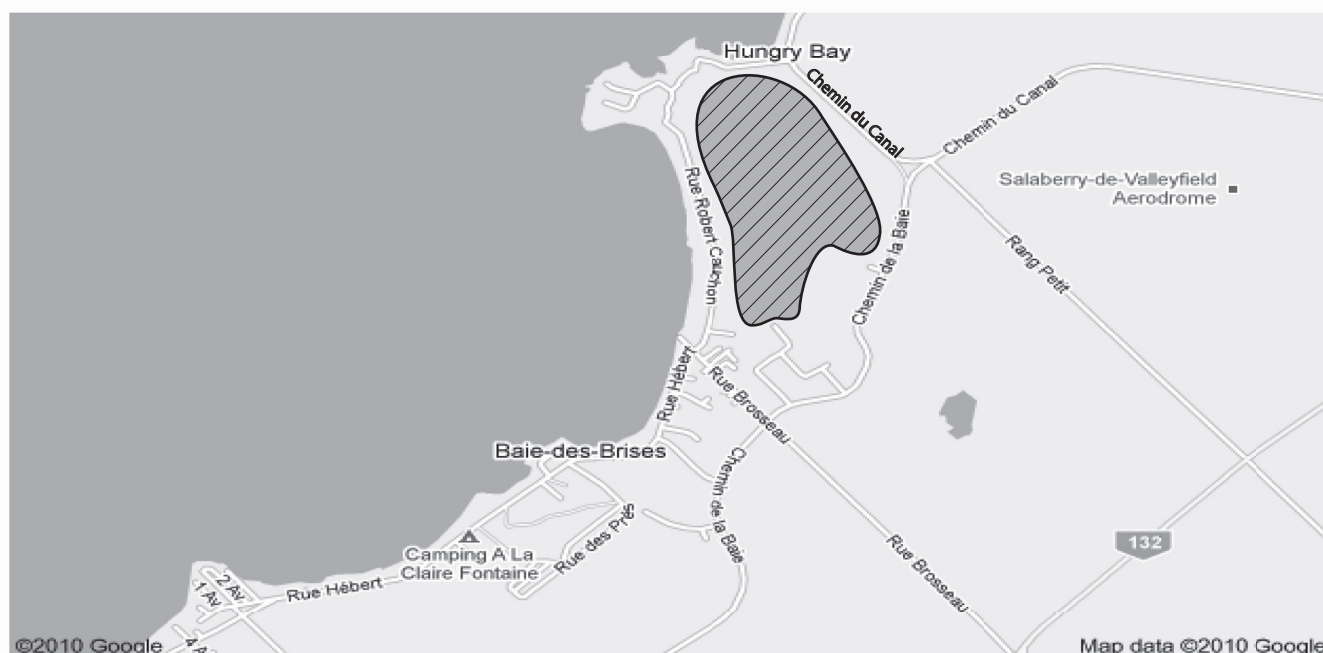 Hungry Bay
Chemin du Canal
Chemin du Canal
Salaberry-de-Valleyfield
Aerodrome
Rue Robert Cauchon
Chemin de la Baie
Rang Petit
Rue Hébert
Rue Brosseau
Baie-des-Brises
Chemin de la Baie
Rue des Prés
Camping A La
Claire Fontaine
Rue Brosseau
132
2 Av
1 Av
Rue Hébert
4 A
©2010 Google
Map data ©2010 Google